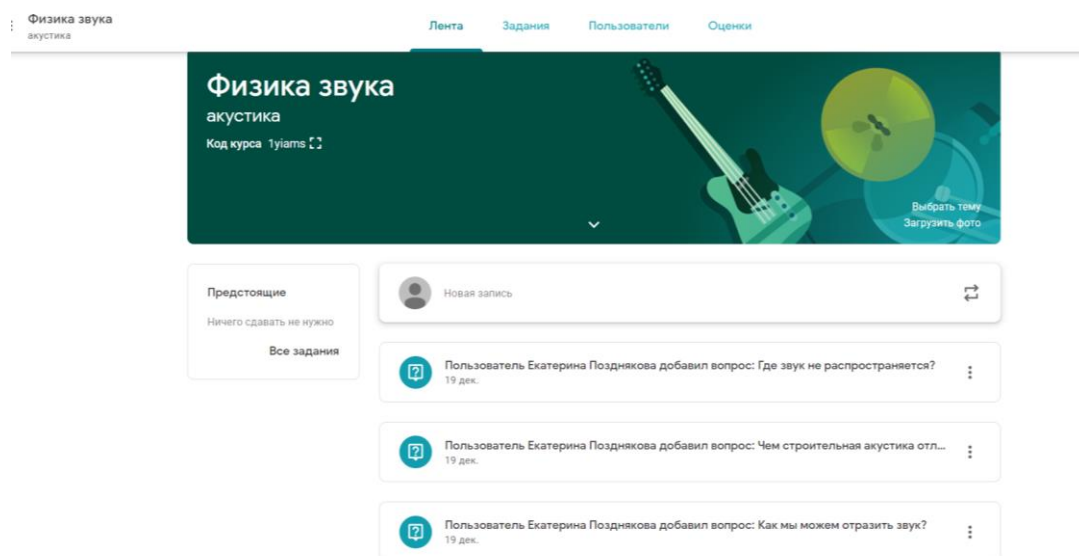 Физика звука
акустика
Лента Задания Пользователи Оценки
Физика звука
акустика
Код курса 1yiams
Выбрать тему
Загрузить фото
Предстоящие
Ничего сдавать не нужно
Все задания
Новая запись
Пользователь Екатерина Позднякова добавил вопрос: Где звук не распространяется?
19 дек.
Пользователь Екатерина Позднякова добавил вопрос: Чем строительная акустика отл...
19 дек.
Пользователь Екатерина Позднякова добавил вопрос: Как мы можем отразить звук?
19 дек.